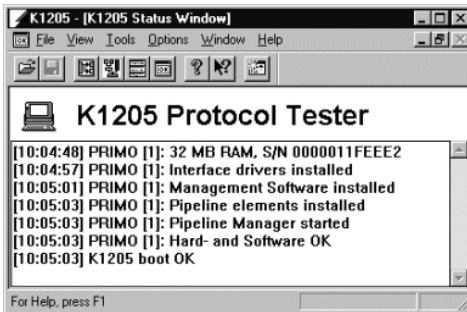 K1205 - [K1205 Status Window]
File View Tools Options Window Help
K1205 Protocol Tester
[10:04:48] PRIMO [1]: 32 MB RAM, S/N 0000011FEEE2
[10:04:57] PRIMO [1]: Interface drivers installed
[10:05:01] PRIMO [1]: Management Software installed
[10:05:03] PRIMO [1]: Pipeline elements installed
[10:05:03] PRIMO [1]: Pipeline Manager started
[10:05:03] PRIMO [1]: Hard- and Software OK
[10:05:03] K1205 boot OK
For Help, press F1